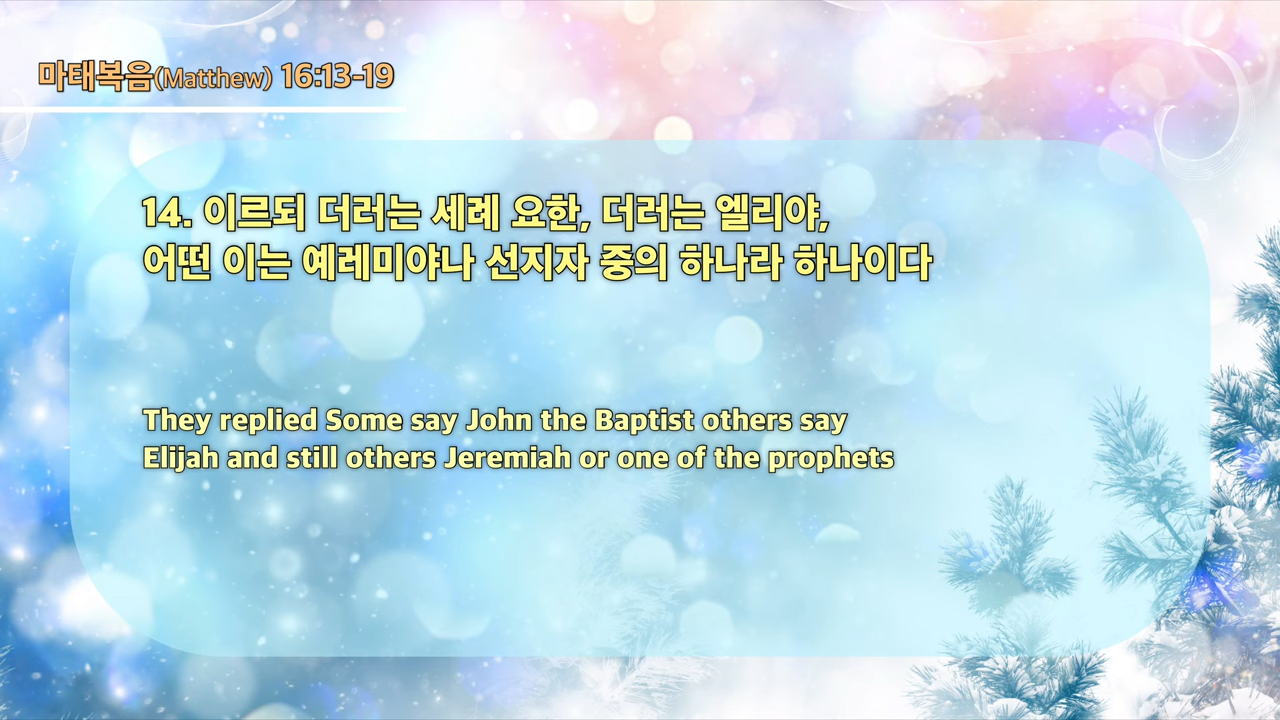 마태복음(Matthew) 16:13-19
14. 이르되 더러는 세례 요한, 더러는 엘리야,
어떤 이는 예레미야나 선지자 중의 하나라 하나이다
They replied Some say John the Baptist others say
Elijah and still others Jeremiah or one of the prophets